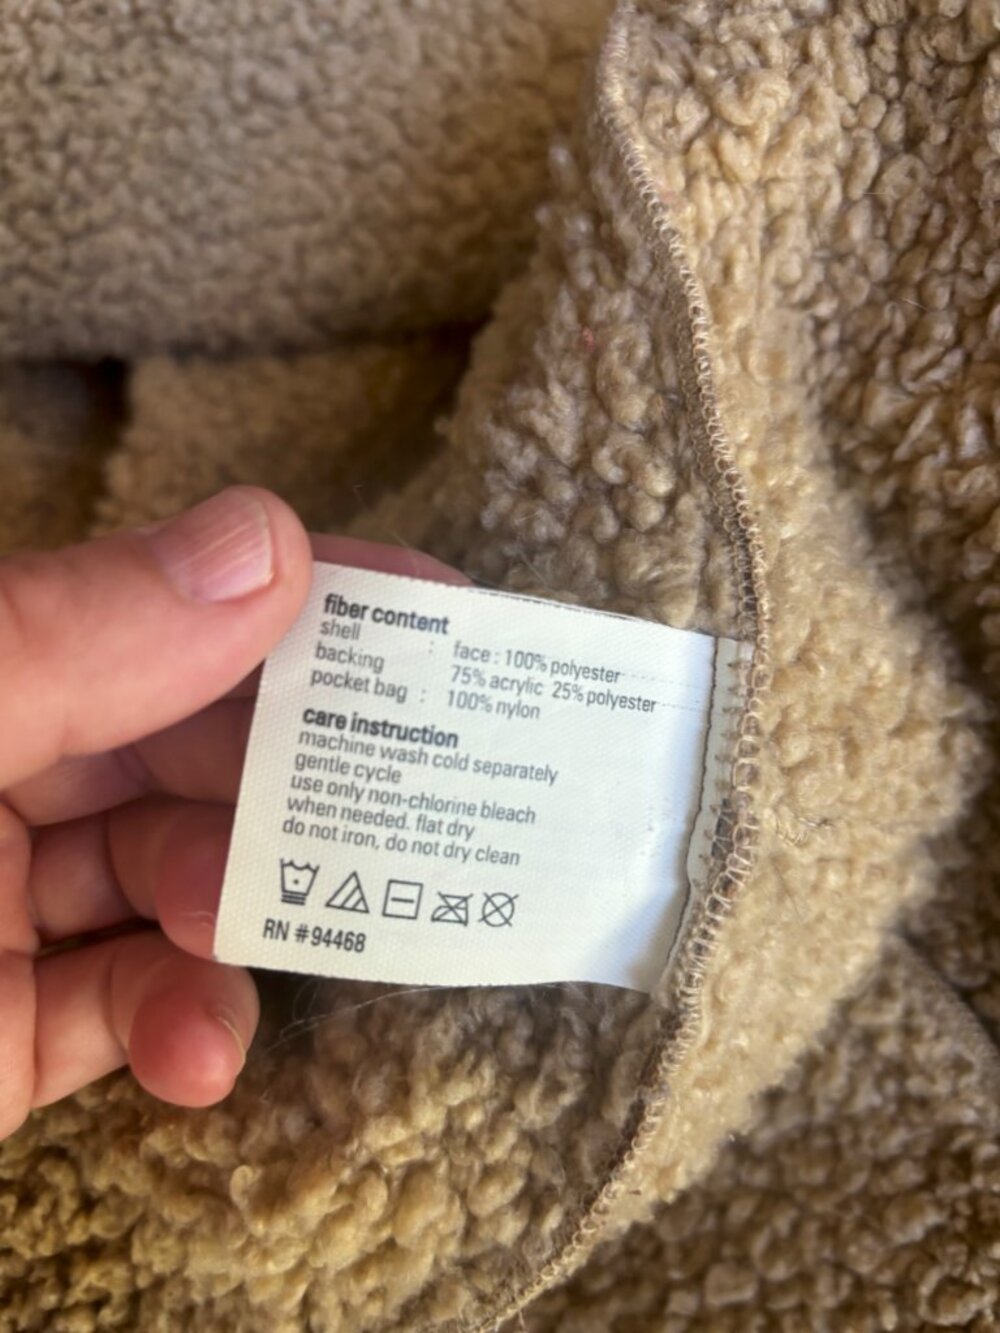 fiber content
shell : face : 100% polyester
backing 75% acrylic 25% polyester
pocket bag : 100% nylon
care instruction
machine wash cold separately
gentle cycle
use only non-chlorine bleach
when needed. flat dry
do not iron, do not dry clean
RN #94468